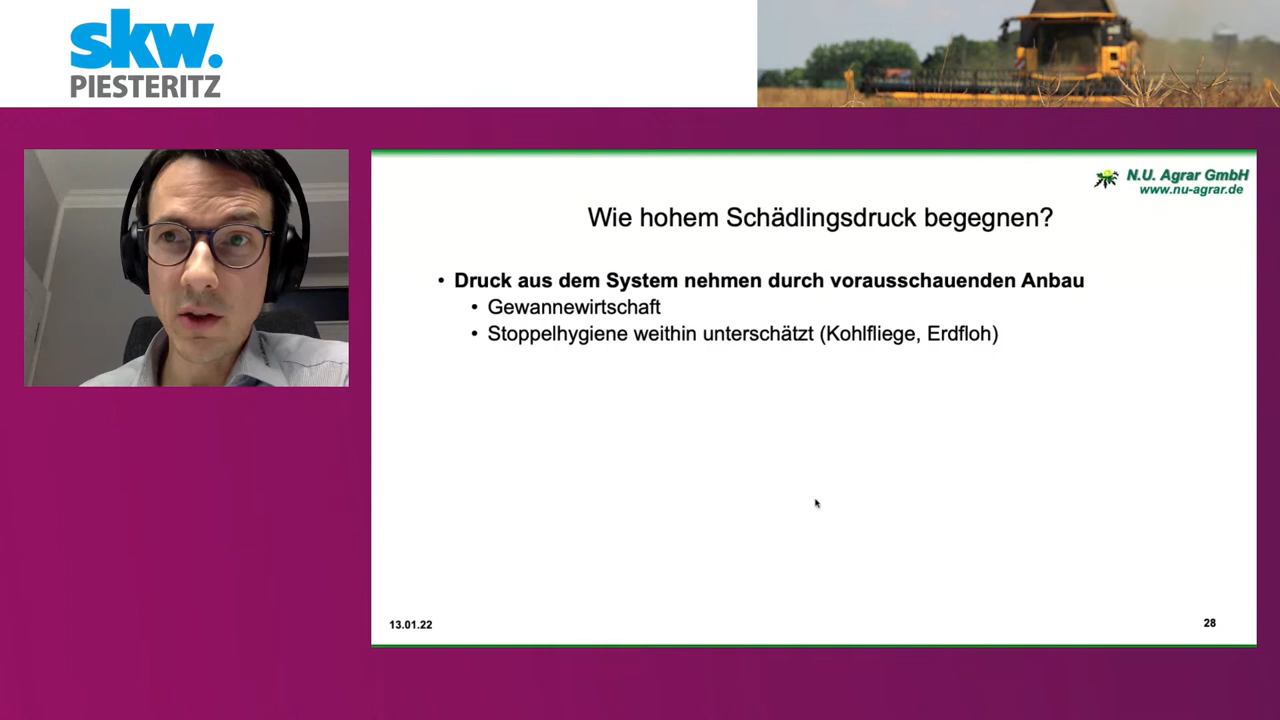 skw.
PIESTERITZ
N.U. Agrar GmbH
www.nu-agrar.de
Wie hohem Schädlingsdruck begegnen?
• Druck aus dem System nehmen durch vorausschauenden Anbau
• Gewannewirtschaft
• Stoppelhygiene weithin unterschätzt (Kohlfliege, Erdfloh)
13.01.22
28